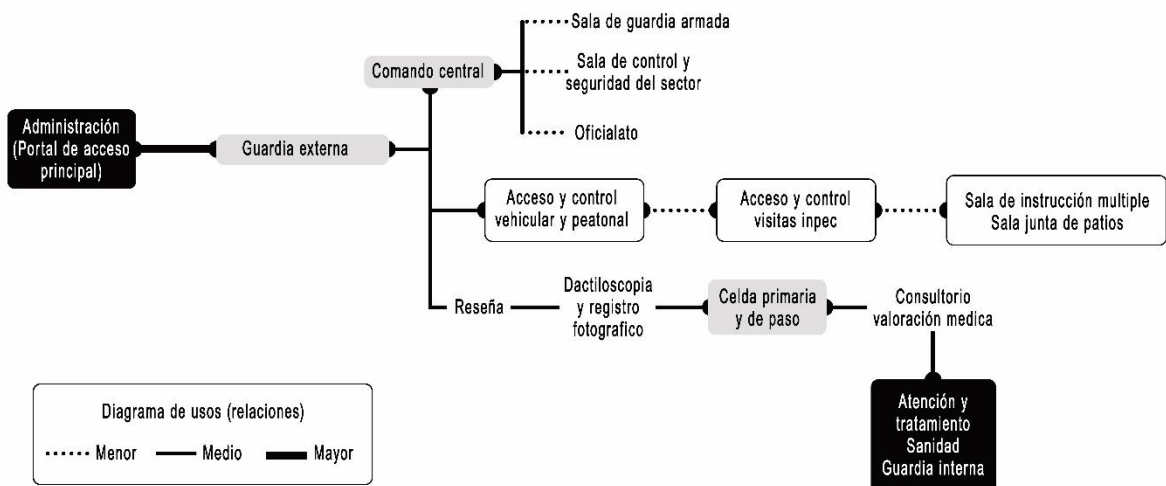 Sala de guardia armada
Comando central
Sala de control y
seguridad del sector
Oficialato
Administración
(Portal de acceso
principal)
Guardia externa
Acceso y control
vehicular y peatonal
Acceso y control
visitas inpec
Sala de instrucción multiple
Sala junta de patios
Reseña
Dactiloscopia
y registro
fotografico
Celda primaria
y de paso
Consultorio
valoración medica
Atención y
tratamiento
Sanidad
Guardia interna
Diagrama de usos (relaciones)
Menor
Medio
Mayor